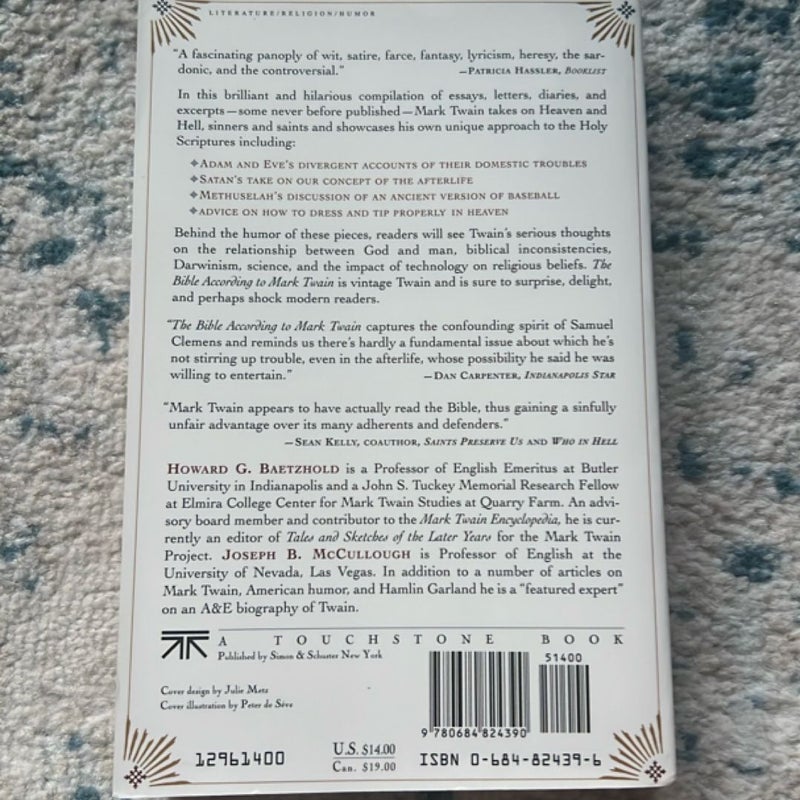 LITERATURE/RELIGION/HUMOR
“A fascinating panoply of wit, satire, farce, fantasy, lyricism, heresy, the sar-
donic, and the controversial.” —PATRICIA HASSLER, BOOKLIST
In this brilliant and hilarious compilation of essays, letters, diaries, and
excerpts—some never before published—Mark Twain takes on Heaven and
Hell, sinners and saints and showcases his own unique approach to the Holy
Scriptures including:
✦ADAM AND EVE'S DIVERGENT ACCOUNTS OF THEIR DOMESTIC TROUBLES
✦SATAN'S TAKE ON OUR CONCEPT OF THE AFTERLIFE
✦METHUSELAH'S DISCUSSION OF AN ANCIENT VERSION OF BASEBALL
✦ADVICE ON HOW TO DRESS AND TIP PROPERLY IN HEAVEN
Behind the humor of these pieces, readers will see Twain's serious thoughts
on the relationship between God and man, biblical inconsistencies,
Darwinism, science, and the impact of technology on religious beliefs. The
Bible According to Mark Twain is vintage Twain and is sure to surprise, delight,
and perhaps shock modern readers.
“The Bible According to Mark Twain captures the confounding spirit of Samuel
Clemens and reminds us there's hardly a fundamental issue about which he's
not stirring up trouble, even in the afterlife, whose possibility he said he was
willing to entertain.” —DAN CARPENTER, INDIANAPOLIS STAR
“Mark Twain appears to have actually read the Bible, thus gaining a sinfully
unfair advantage over its many adherents and defenders.”
—SEAN KELLY, COAUTHOR, SAINTS PRESERVE US AND WHO IN HELL
HOWARD G. BAETZHOLD is a Professor of English Emeritus at Butler
University in Indianapolis and a John S. Tuckey Memorial Research Fellow
at Elmira College Center for Mark Twain Studies at Quarry Farm. An advi-
sory board member and contributor to the Mark Twain Encyclopedia, he is cur-
rently an editor of Tales and Sketches of the Later Years for the Mark Twain
Project. JOSEPH B. MCCULLOUGH is Professor of English at the
University of Nevada, Las Vegas. In addition to a number of articles on
Mark Twain, American humor, and Hamlin Garland he is a “featured expert”
on an A&E biography of Twain.
A TOUCHSTONE BOOK
Published by Simon & Schuster New York
51400
Cover design by Julie Metz
Cover illustration by Peter de Sève
9 780684 824390
12961400
U.S. $14.00
Can. $19.00
ISBN 0-684-82439-6